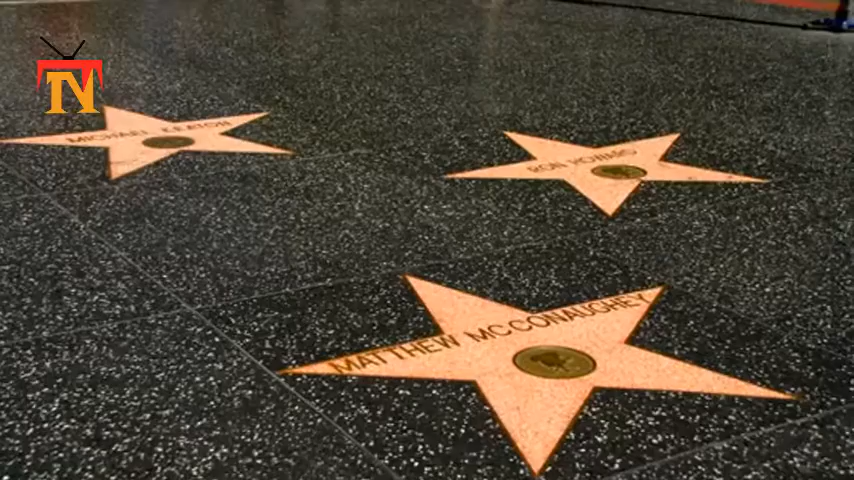 TN
MICHAEL KEATON
RON HOWARD
MATTHEW MCCONAUGHEY